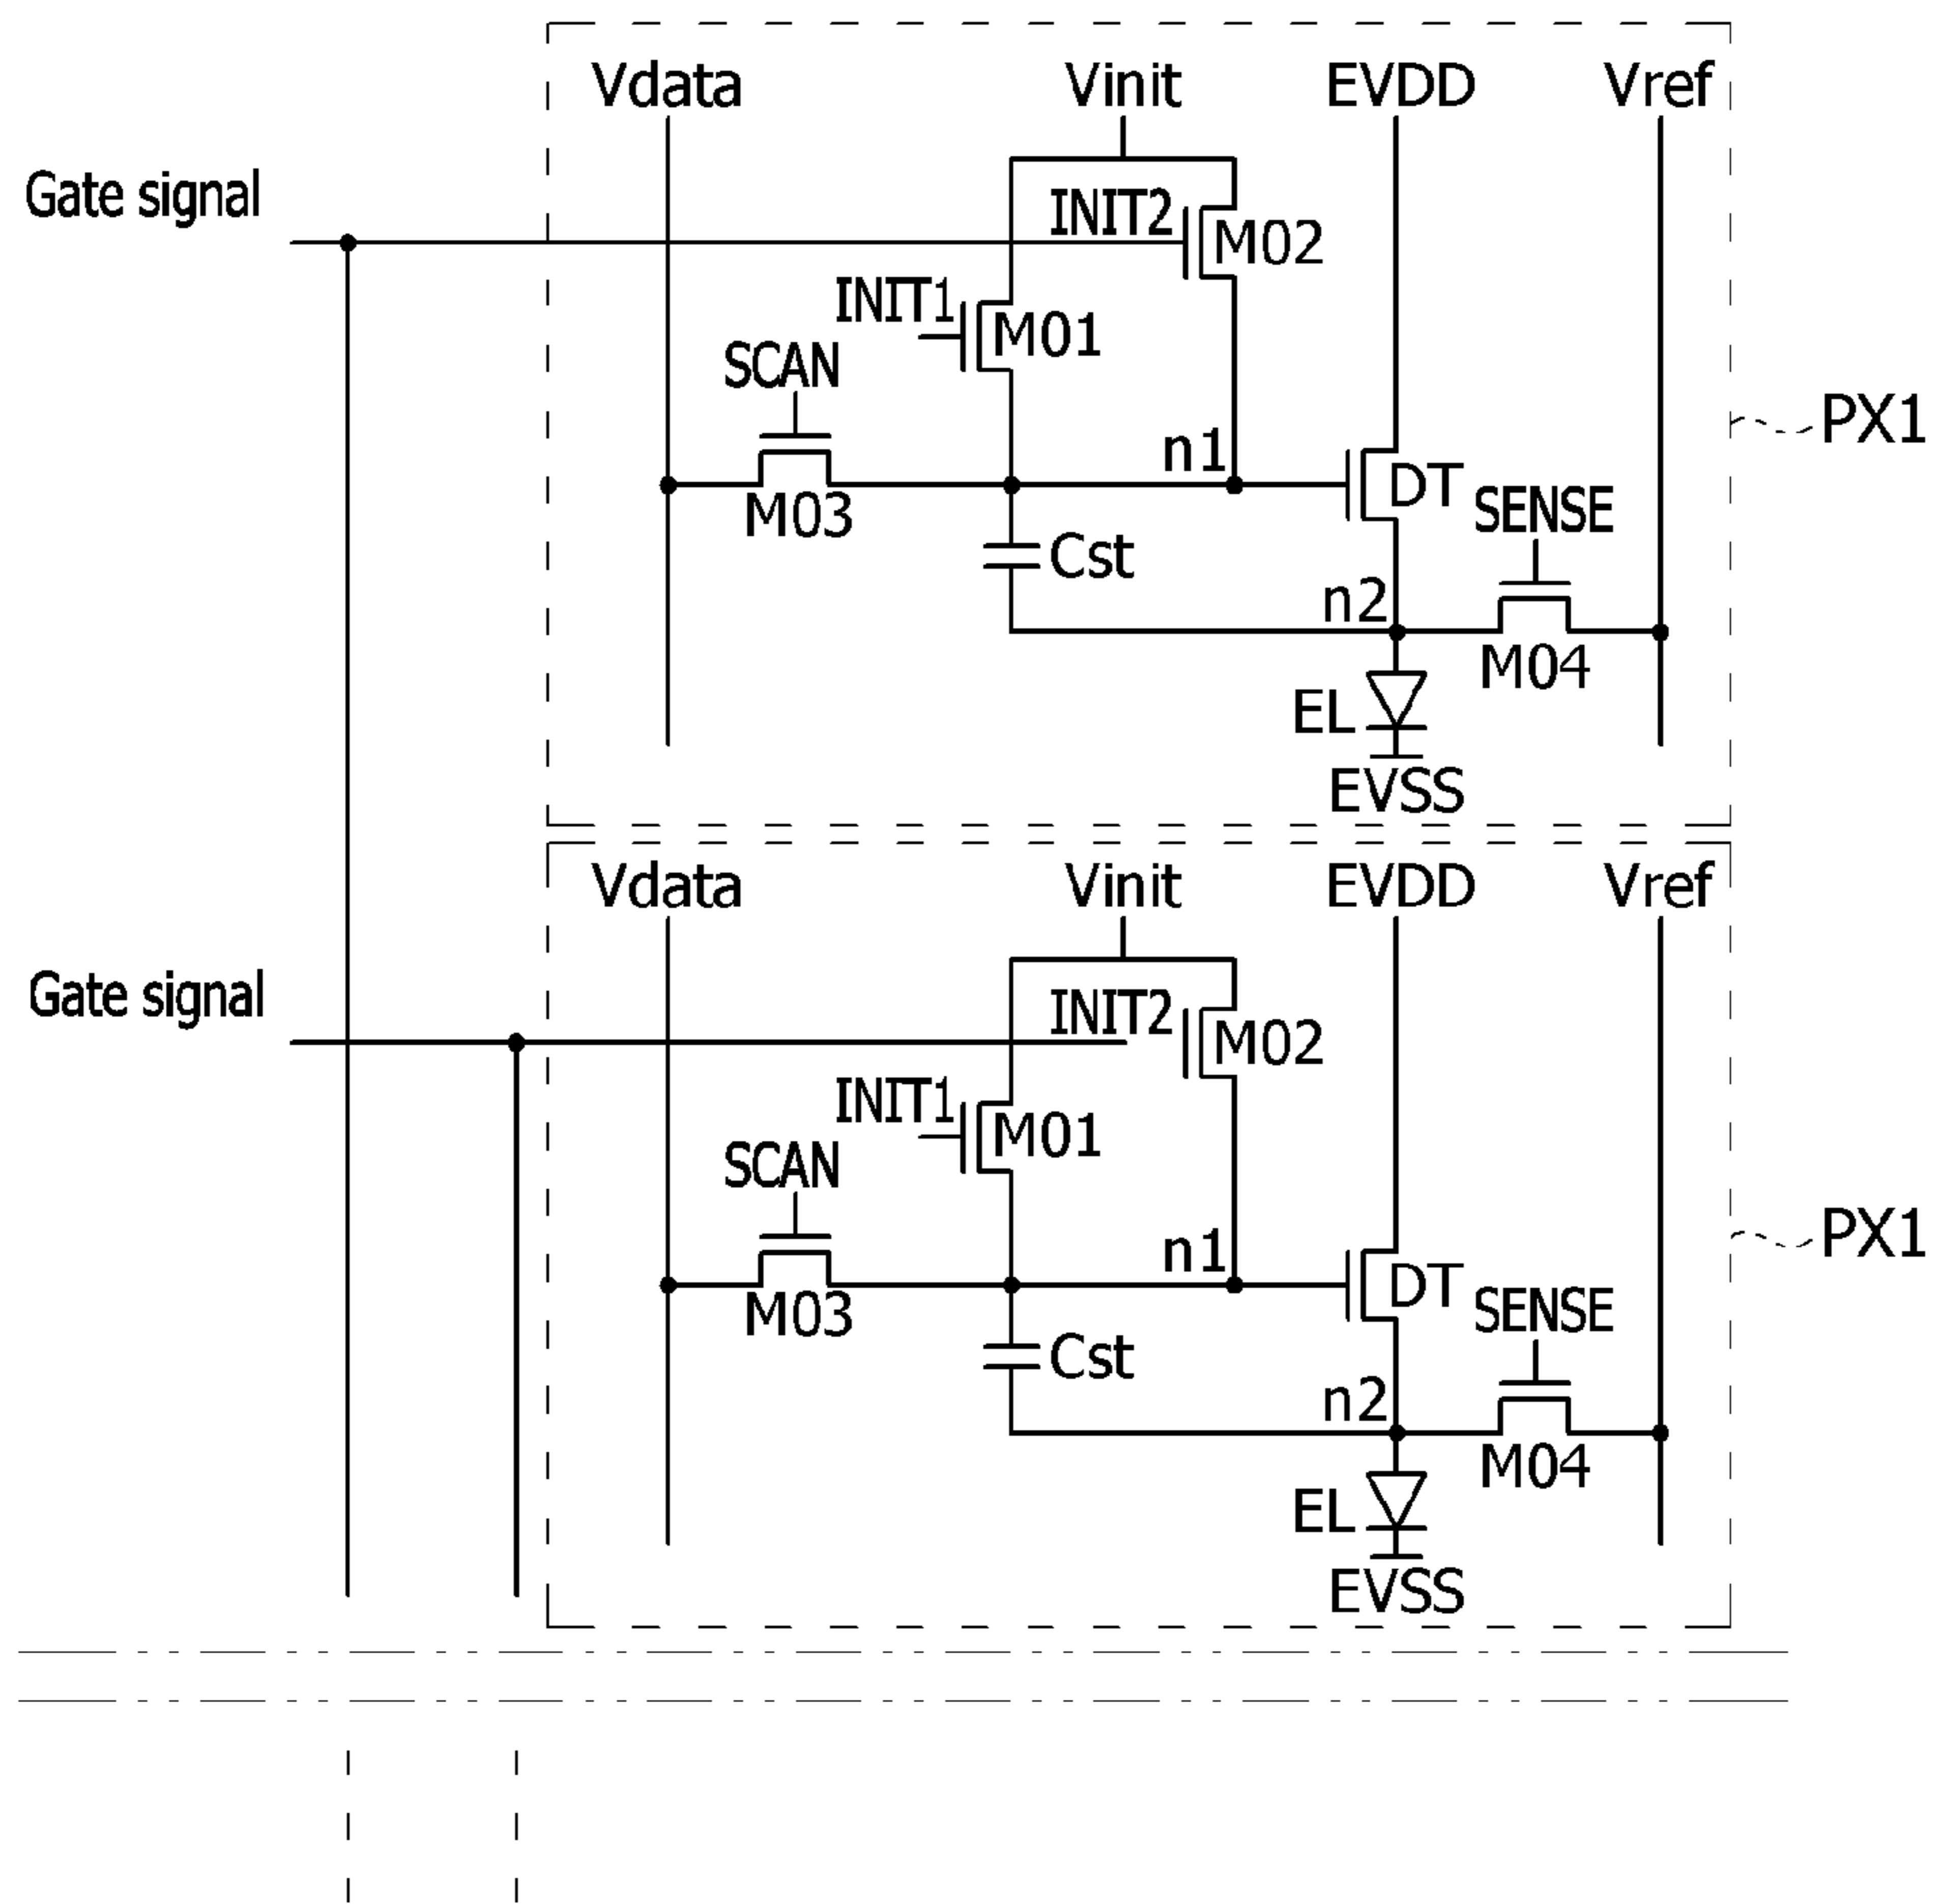 Vdata Vinit EVDD Vref
Gate signal
INIT2
M02
INIT1
M01
SCAN
PX1
n1
DT
SENSE
M03
Cst
n2
M04
EL
EVSS
Vdata Vinit EVDD Vref
Gate signal
INIT2
M02
INIT1
M01
SCAN
PX1
n1
DT
SENSE
M03
Cst
n2
M04
EL
EVSS